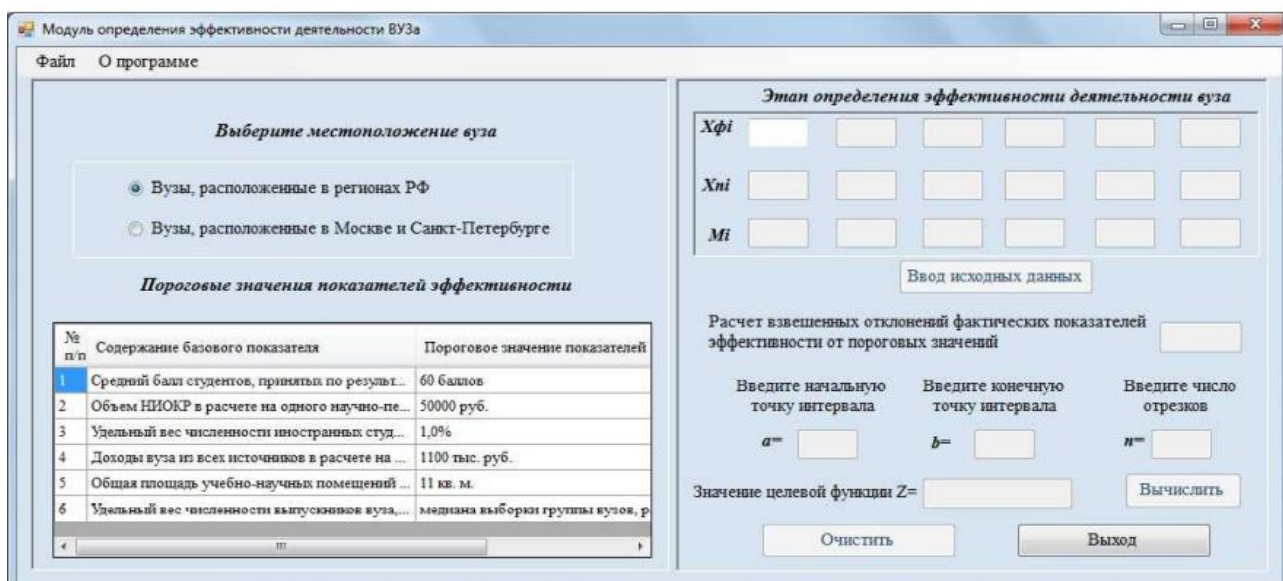 Модуль определения эффективности деятельности ВУЗа
Файл О программе
Выберите местоположение вуза
Вузы, расположенные в регионах РФ
Вузы, расположенные в Москве и Санкт-Петербурге
Пороговые значения показателей эффективности
№ п/п Содержание базового показателя Пороговое значение показателей
1 Средний балл студентов, принятых по результ... 60 баллов
2 Объем НИОКР в расчете на одного научно-пе... 50000 руб.
3 Удельный вес численности иностранных студ... 1,0%
4 Доходы вуза из всех источников в расчете на ... 1100 тыс. руб.
5 Общая площадь учебно-научных помещений ... 11 кв. м.
6 Удельный вес численности выпускников вуза,... медиана выборки группы вузов, р
Этап определения эффективности деятельности вуза
Xфi
Xпi
Mi
Ввод исходных данных
Расчет взвешенных отклонений фактических показателей
эффективности от пороговых значений
Введите начальную
точку интервала
Введите конечную
точку интервала
Введите число
отрезков
a= b= n=
Значение целевой функции Z=
Вычислить
Очистить Выход